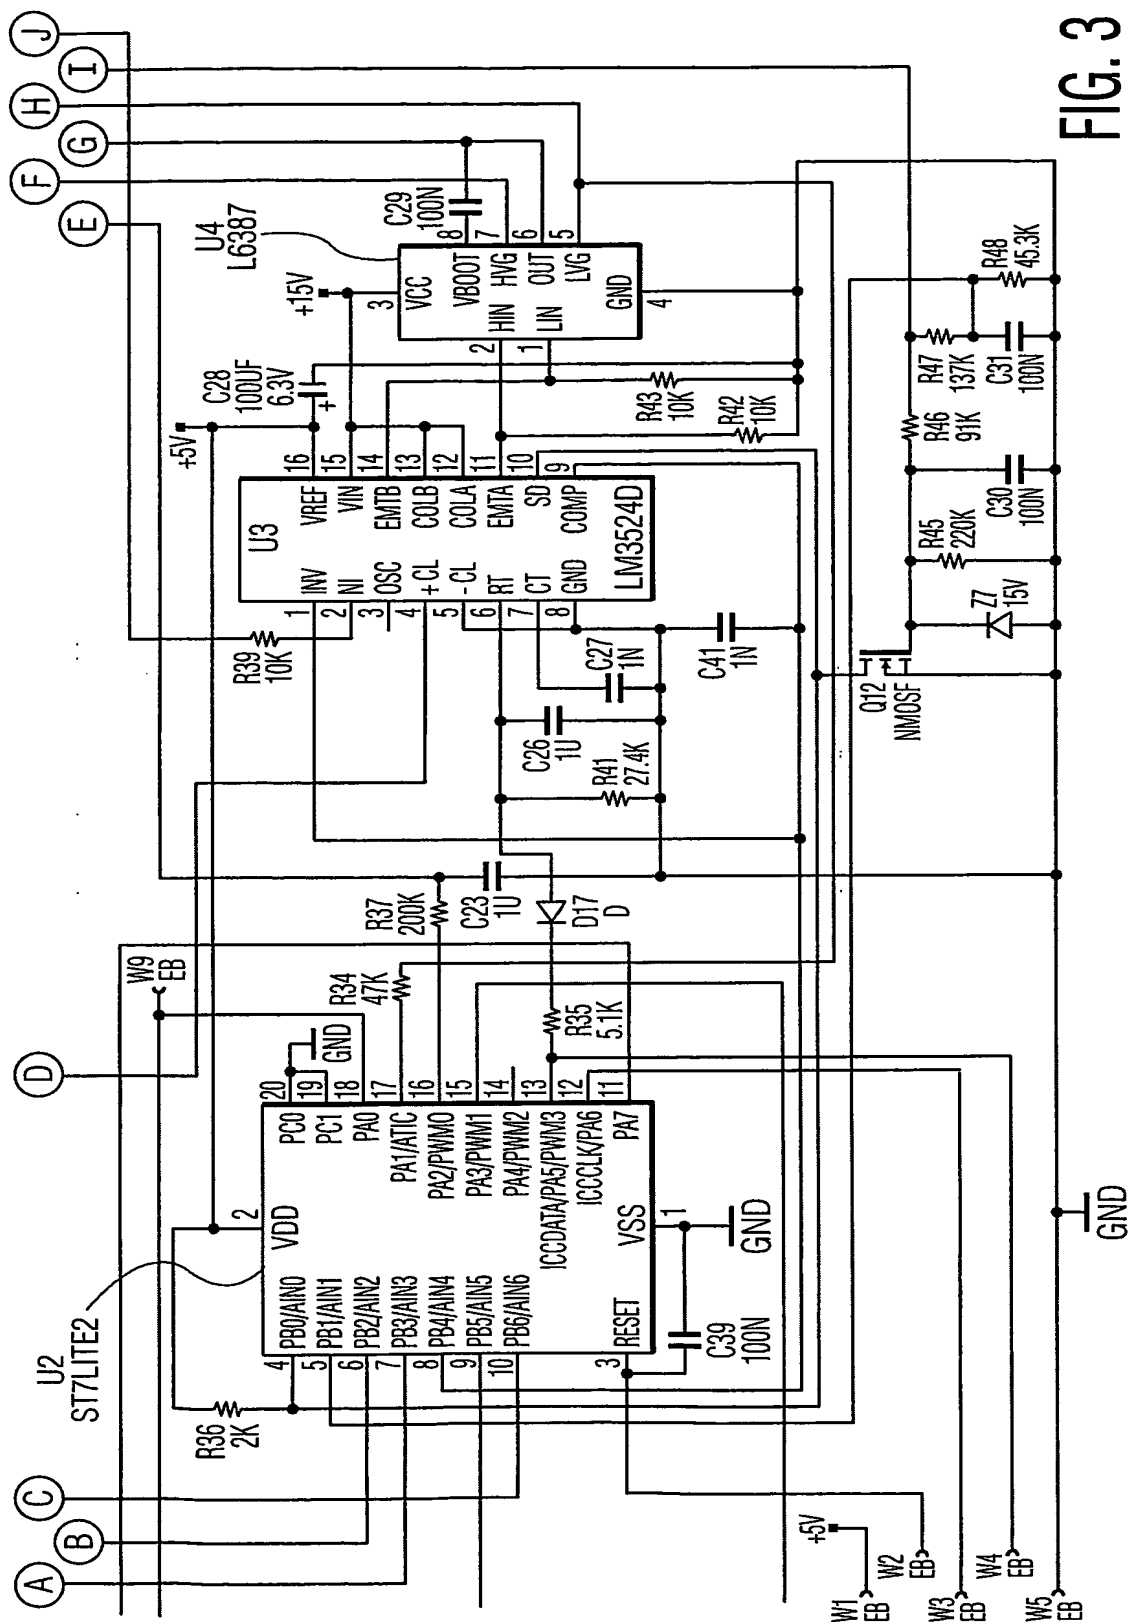 A
B
C
D
E
F
G
H
I
J
U2
ST7LITE2
R36
2K
4
5
6
7
8
9
10
3
PB0/AIN0
PB1/AIN1
PB2/AIN2
PB3/AIN3
PB4/AIN4
PB5/AIN5
PB6/AIN6
RESET
2
VDD
VSS
1
GND
C39
100N
20
19
18
17
16
15
14
13
12
11
PC0
PC1
PA0
PA1/ATIC
PA2/PWMO
PA3/PWM1
PA4/PWM2
ICCDATA/PA5/PWM3
ICCCLK/PA6
PA7
GND
W9
EB
R34
47K
R37
200K
C23
1U
D17
D
R35
5.1K
R39
10K
R41
27.4K
C26
1U
C27
1N
C41
1N
U3
LM3524D
1
2
3
4
5
6
7
8
INV
NI
OSC
+CL
-CL
RT
CT
GND
16
15
14
13
12
11
10
9
VREF
VIN
EMTB
COLB
COLA
EMTA
SD
COMP
+5V
C28
100UF
6.3V
+
+15V
U4
L6387
3
VCC
VBOOT
HVG
OUT
LVG
HIN
LIN
GND
8
7
6
5
2
1
4
C29
100N
R43
10K
R42
10K
Q12
NMOSF
Z7
15V
R45
220K
C30
100N
R46
91K
R47
137K
C31
100N
R48
45.3K
+5V
W1
EB
W2
EB
W3
EB
W4
EB
W5
EB
GND
FIG. 3